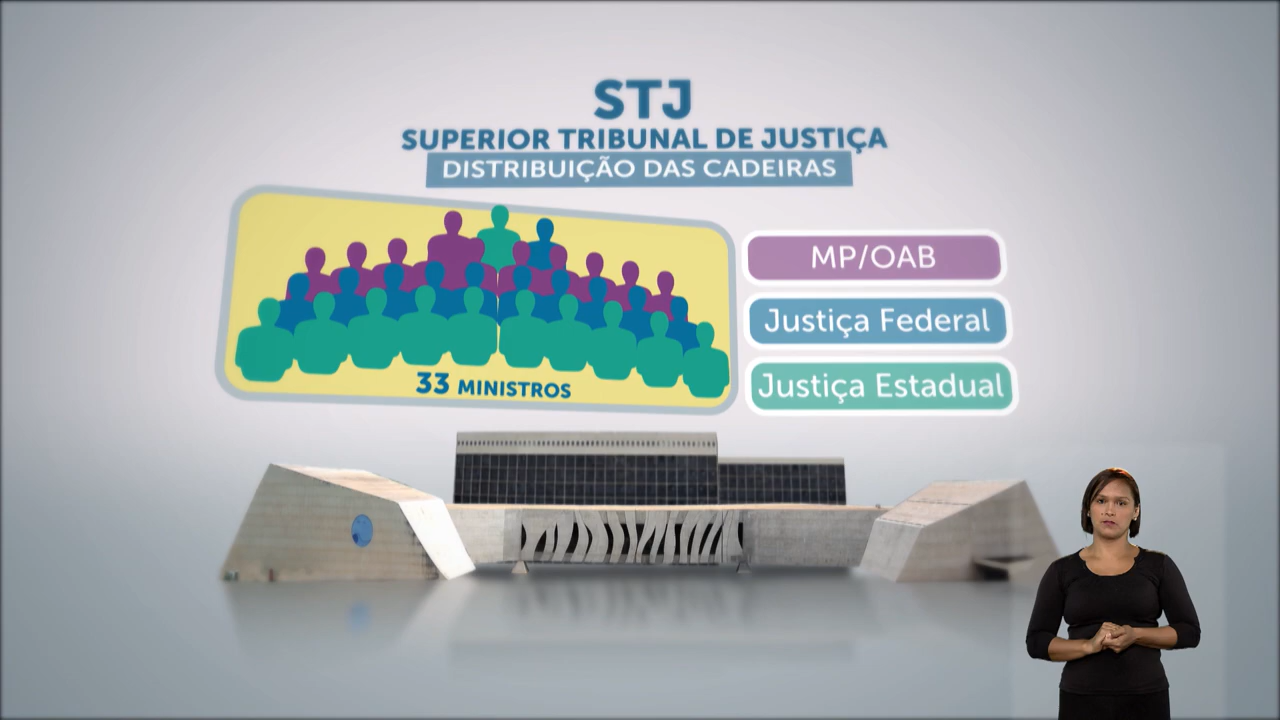 STJ
SUPERIOR TRIBUNAL DE JUSTIÇA
DISTRIBUIÇÃO DAS CADEIRAS
MP/OAB
Justiça Federal
Justiça Estadual
33 MINISTROS